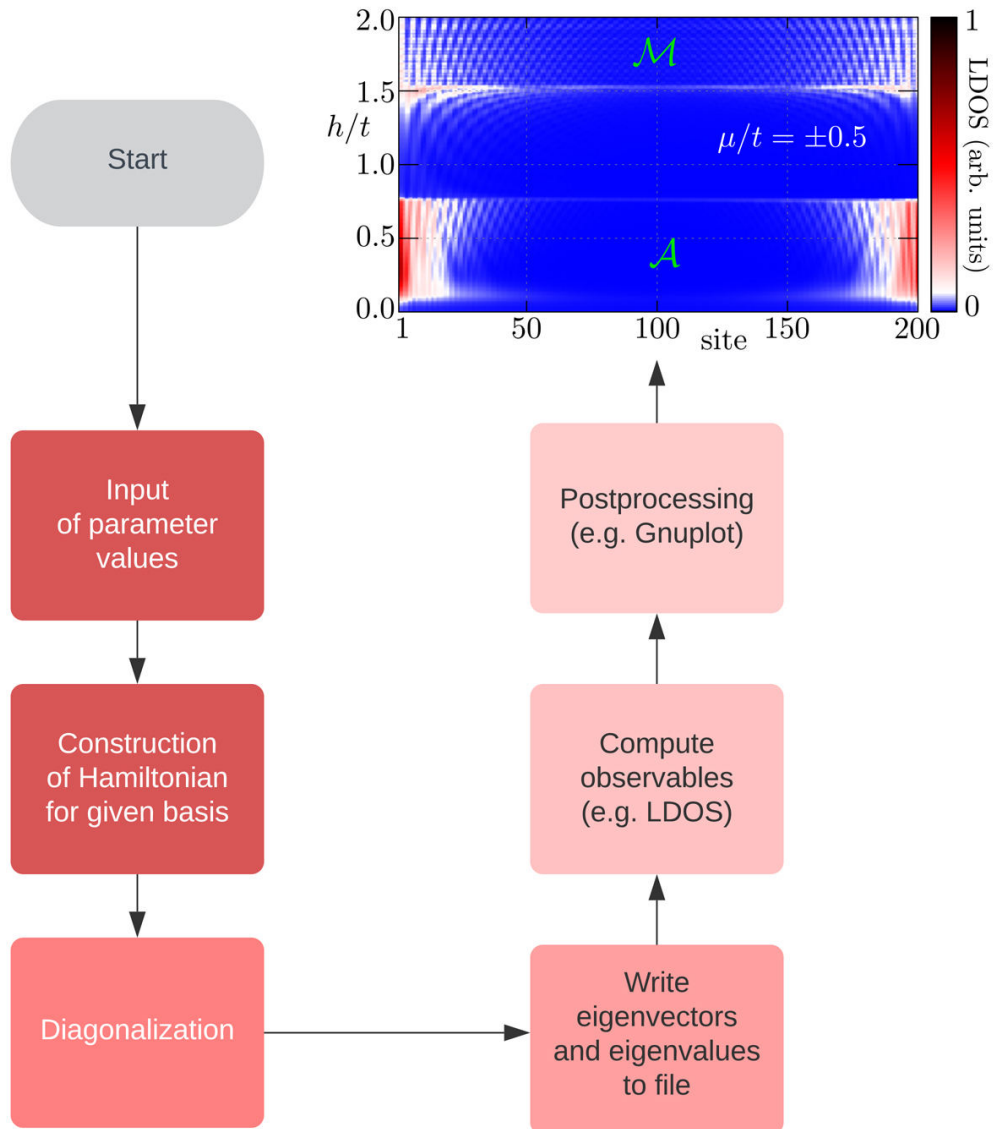 Start
Input
of parameter
values
Construction
of Hamiltonian
for given basis
Diagonalization
Write
eigenvectors
and eigenvalues
to file
Compute
observables
(e.g. LDOS)
Postprocessing
(e.g. Gnuplot)
2.0
1.5
h/t
1.0
0.5
0.0
ℳ
μ/t = ±0.5
𝒜
1
50
100
150
200
site
1
LDOS (arb. units)
0